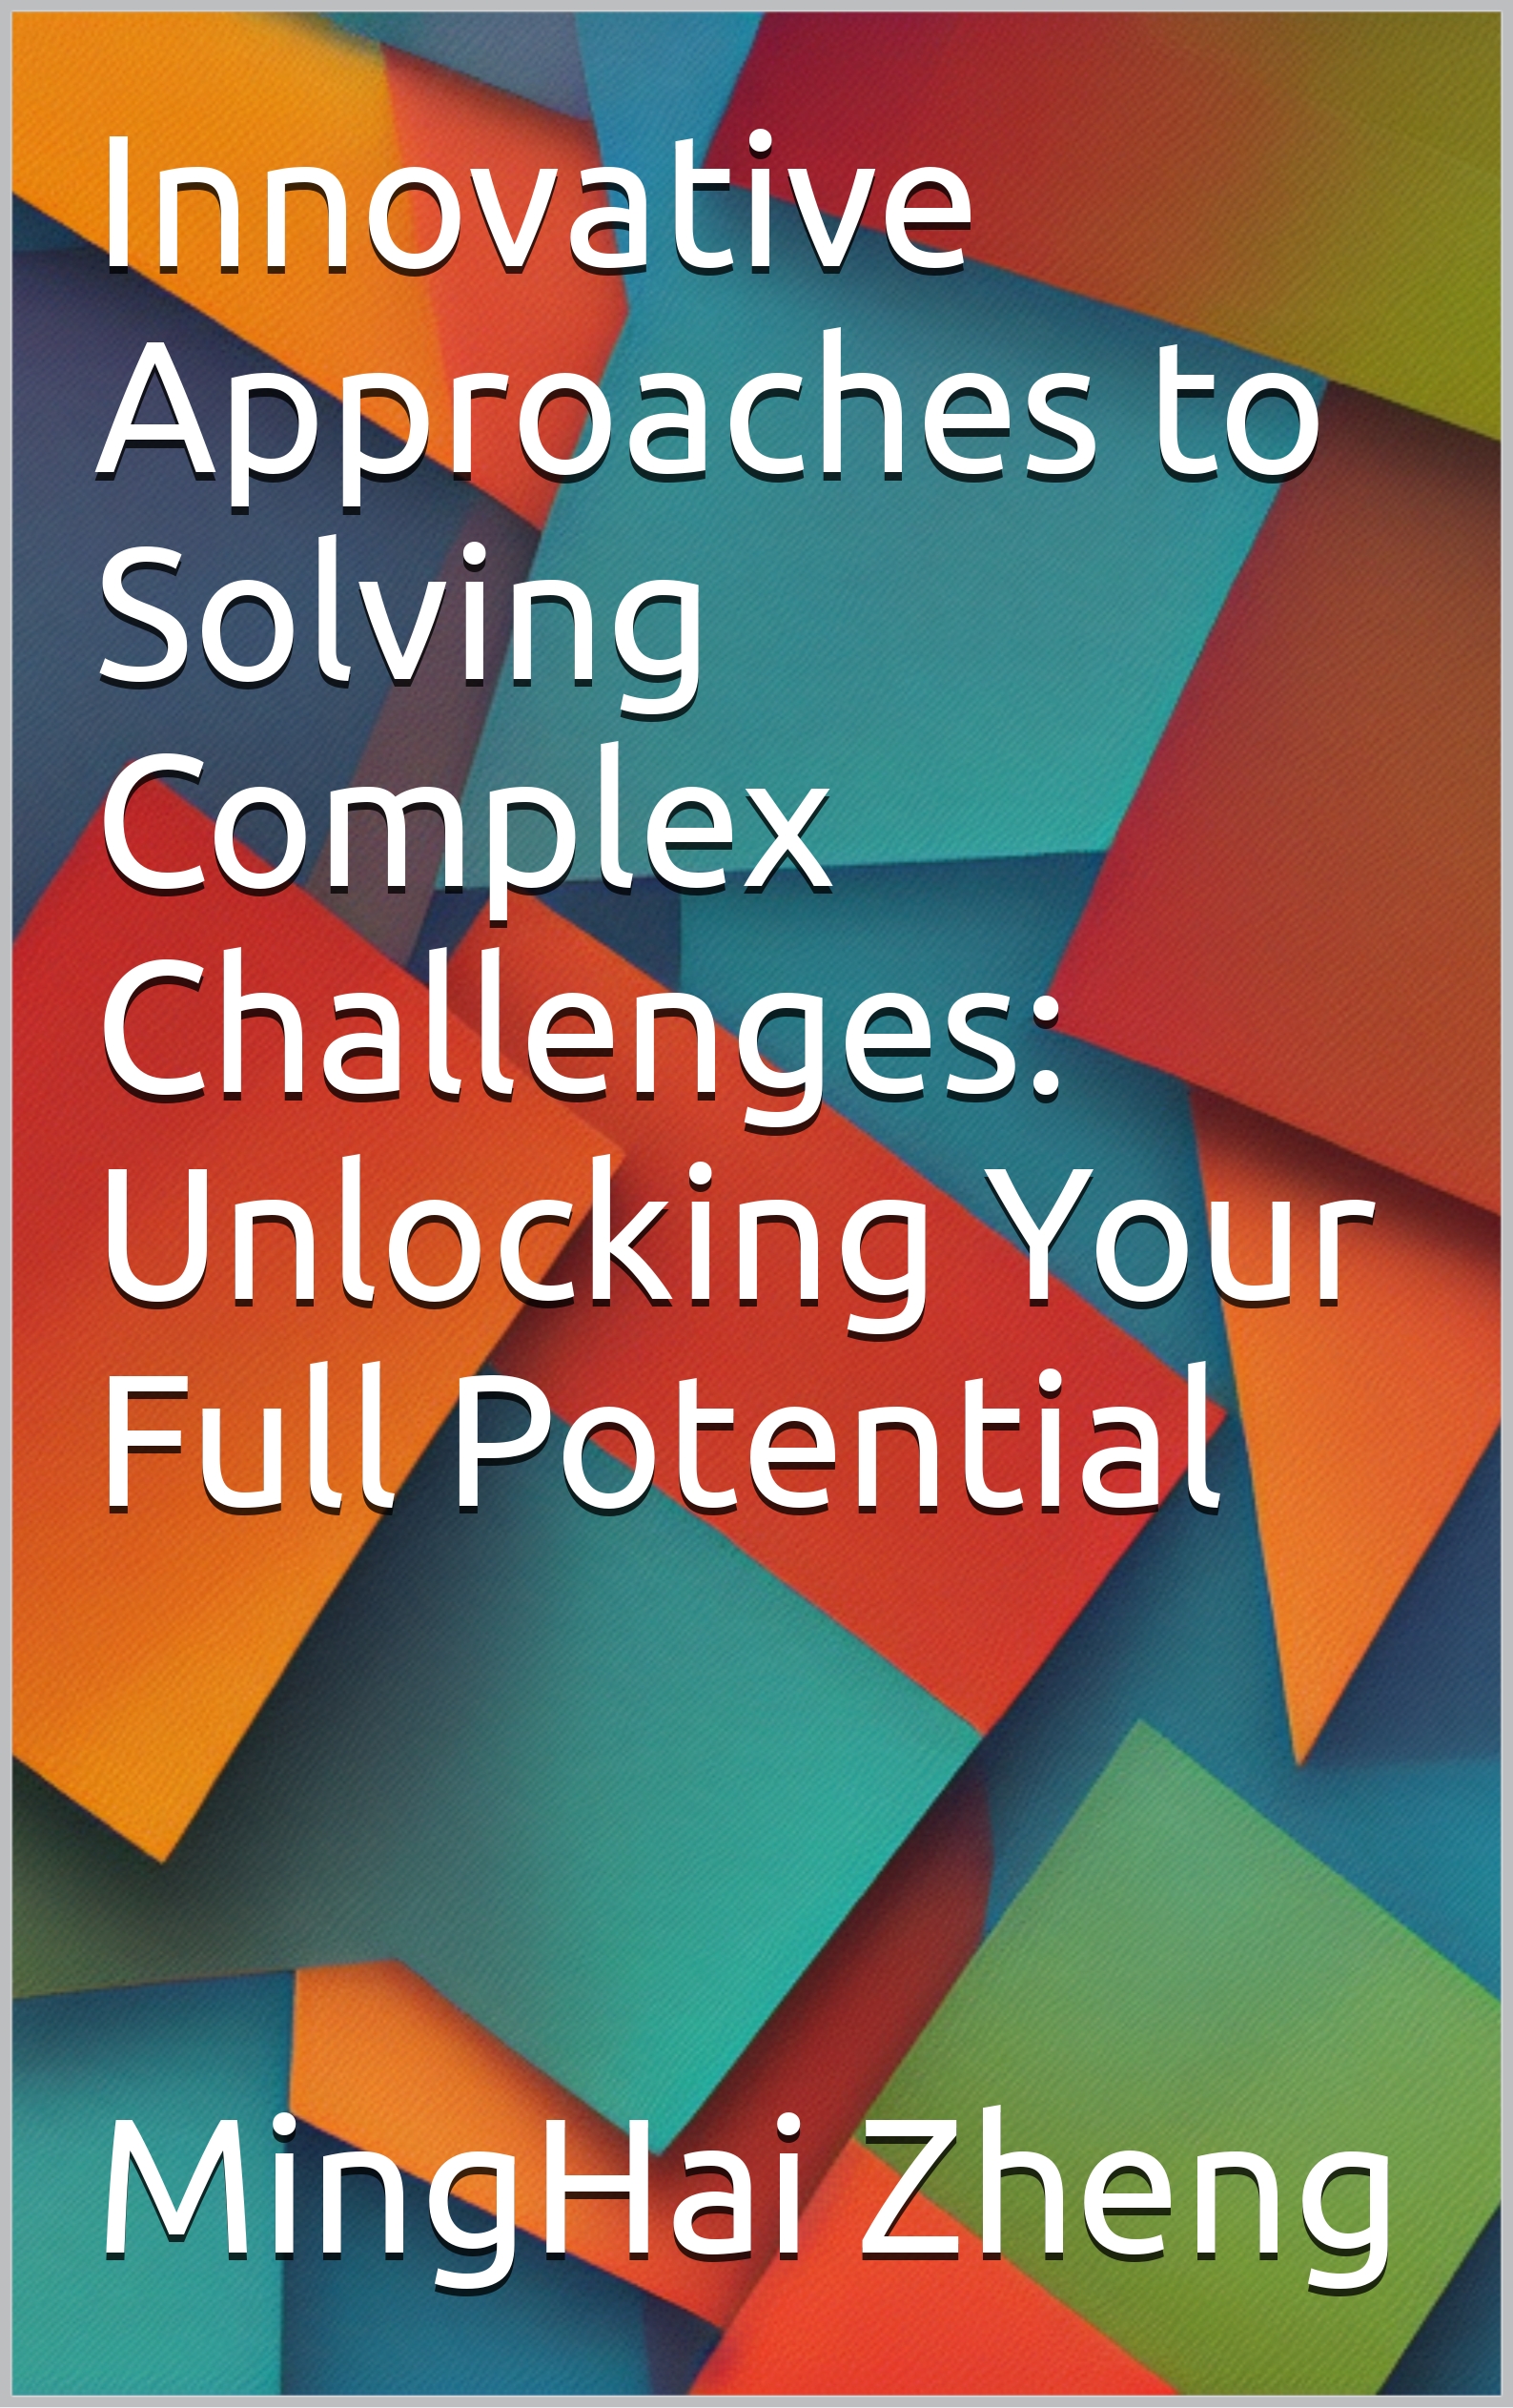 Innovative
Approaches to
Solving
Complex
Challenges:
Unlocking Your
Full Potential
MingHai Zheng